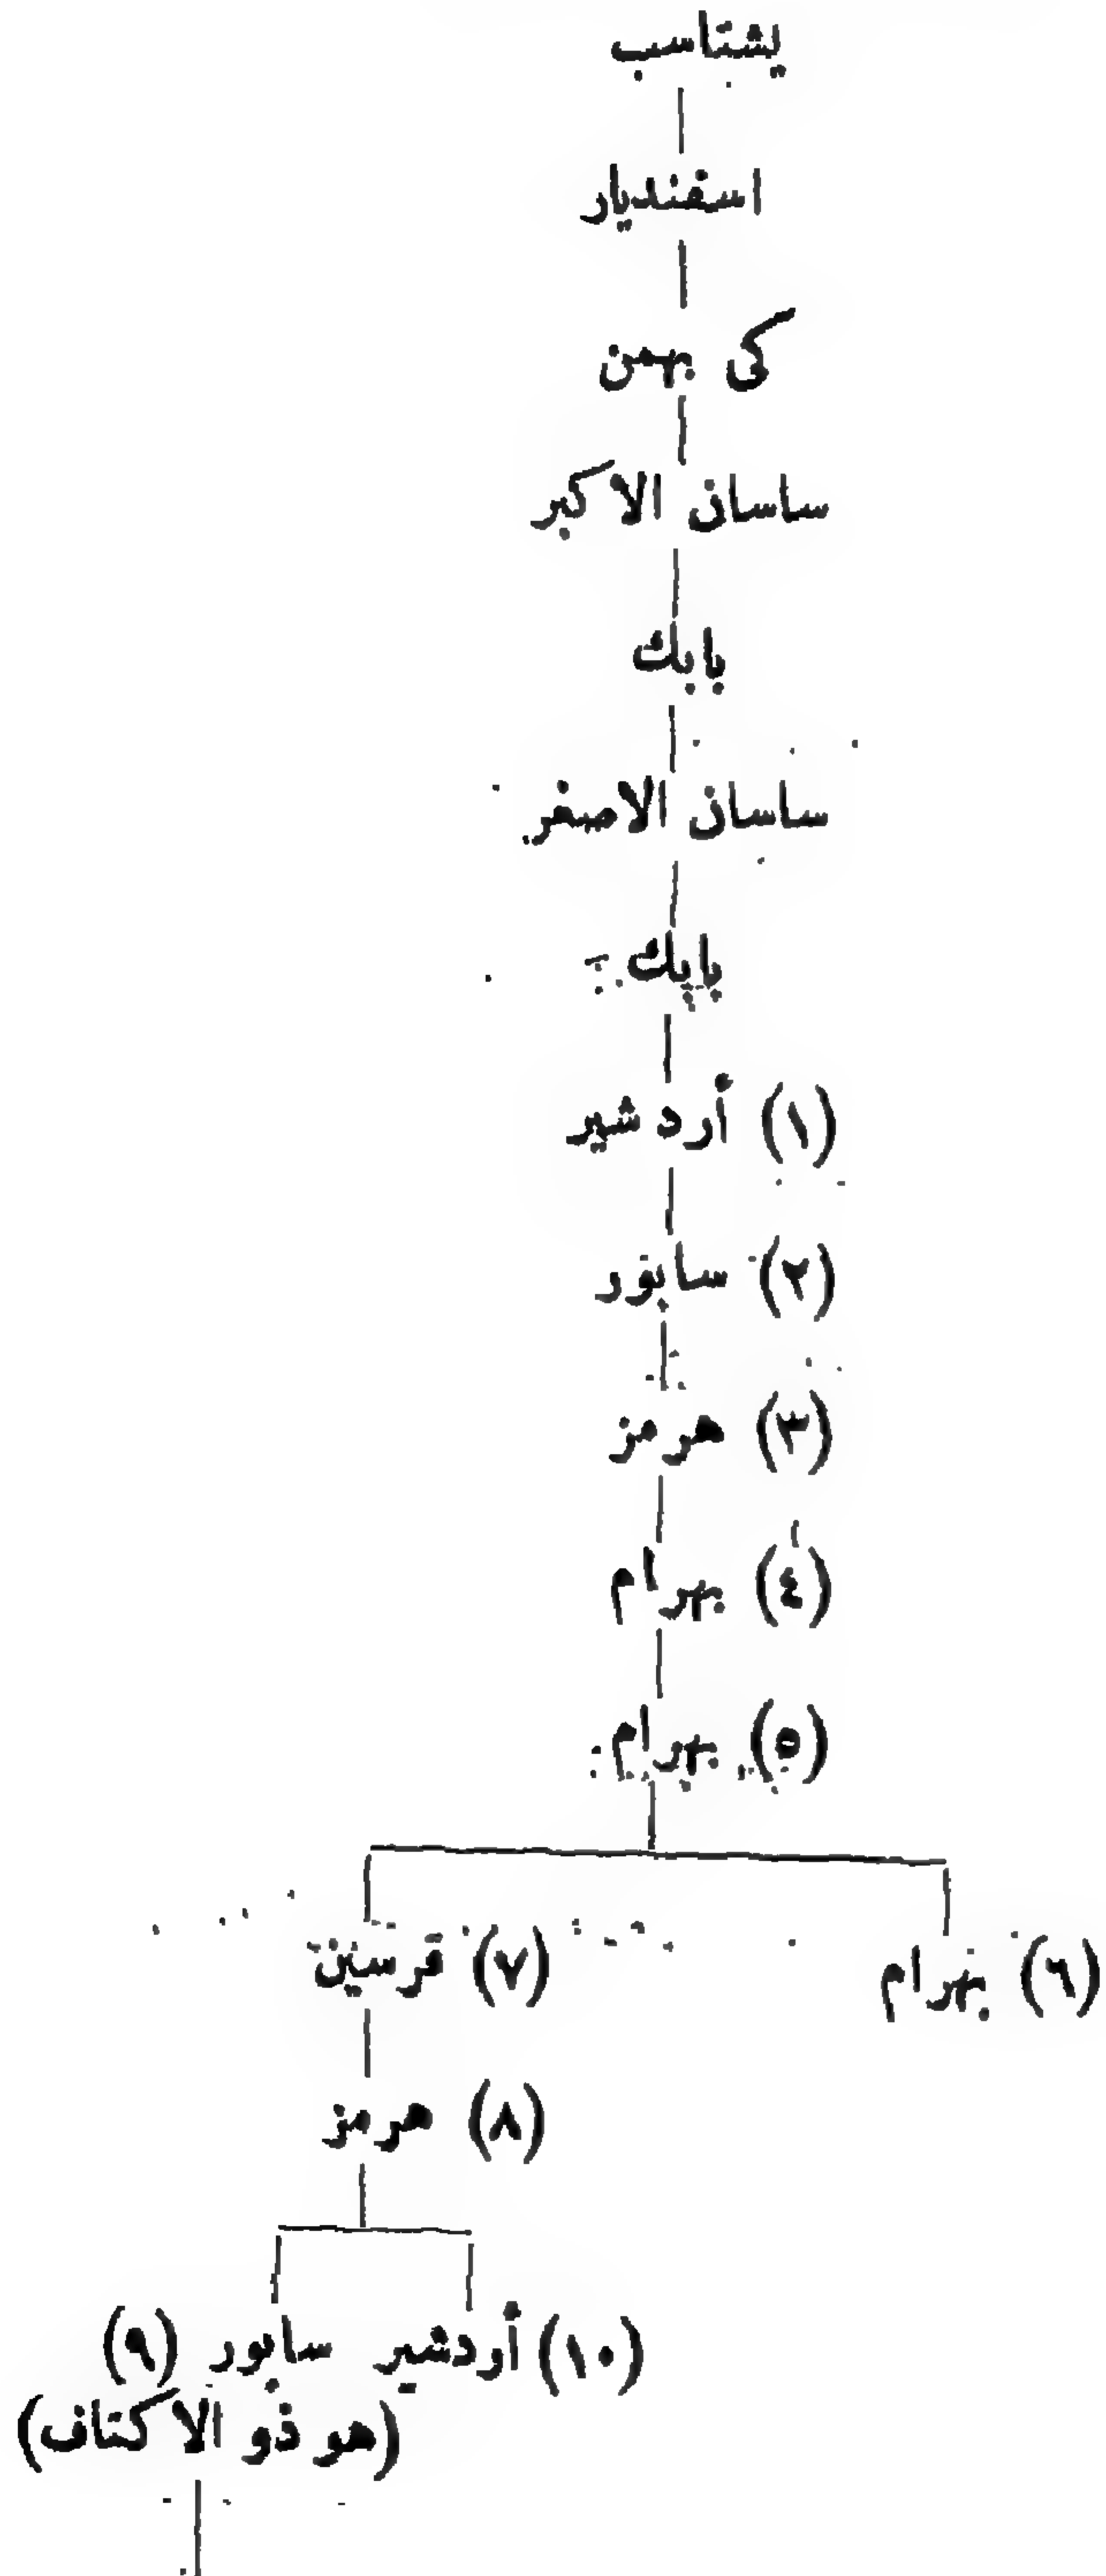 يشتاسب
اسفنديار
كى بهمن
ساسان الاكبر
بابك
ساسان الاصغر
بابك
(١) أردشير
(٢) سابور
(٣) هرمز
(٤) بهرام
(٥) بهرام
(٦) بهرام
(٧) قرسين
(٨) هرمز
(١٠) أردشير سابور (٩)
(هو ذو الاكتاف)